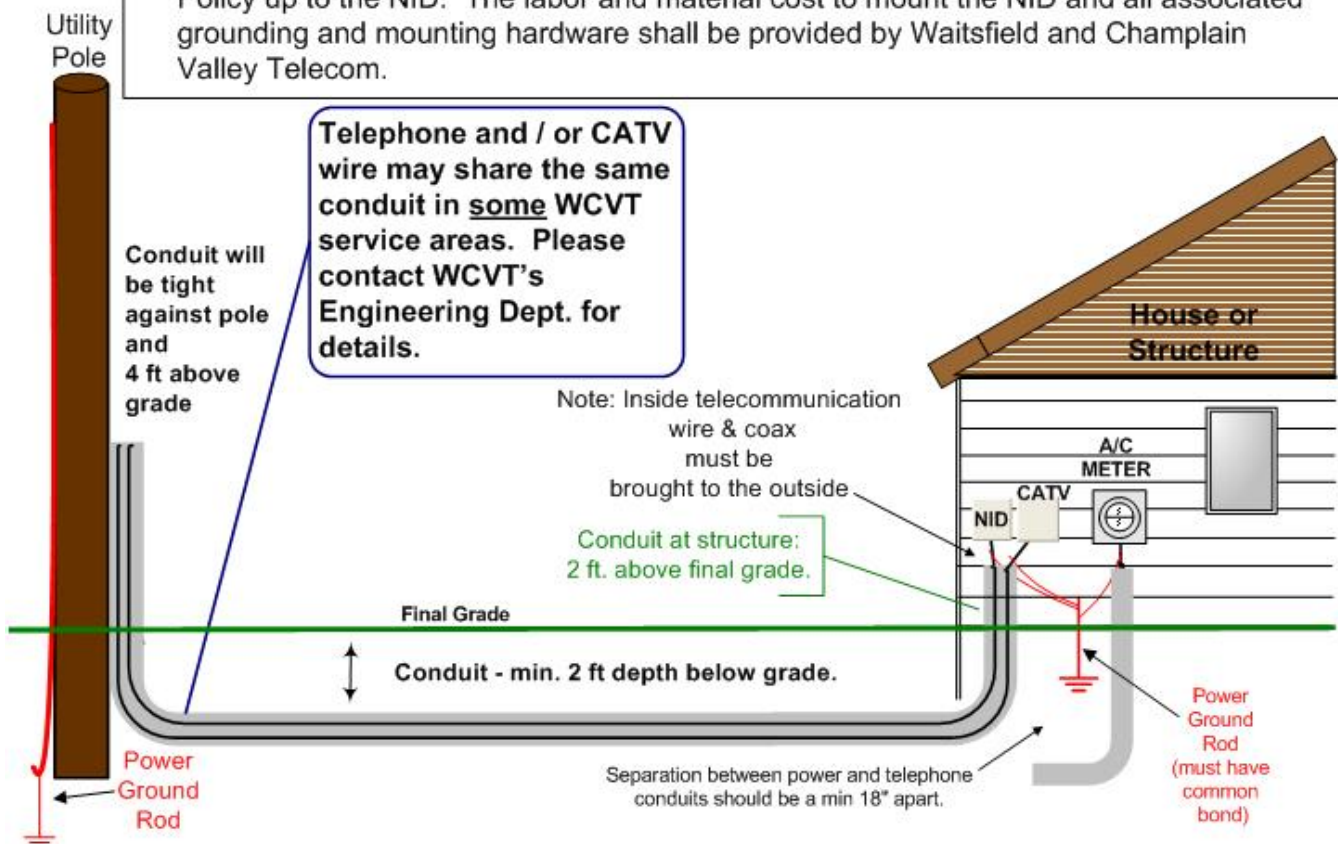 Policy up to the NID. The labor and material cost to mount the NID and all associated
grounding and mounting hardware shall be provided by Waitsfield and Champlain
Valley Telecom.
Utility
Pole
Telephone and / or CATV
wire may share the same
conduit in some WCVT
service areas. Please
contact WCVT's
Engineering Dept. for
details.
Conduit will
be tight
against pole
and
4 ft above
grade
House or
Structure
Note: Inside telecommunication
wire & coax
must be
brought to the outside
A/C
METER
CATV
NID
Conduit at structure:
2 ft. above final grade.
Final Grade
Conduit - min. 2 ft depth below grade.
Power
Ground
Rod
Separation between power and telephone
conduits should be a min 18" apart.
Power
Ground
Rod
(must have
common
bond)